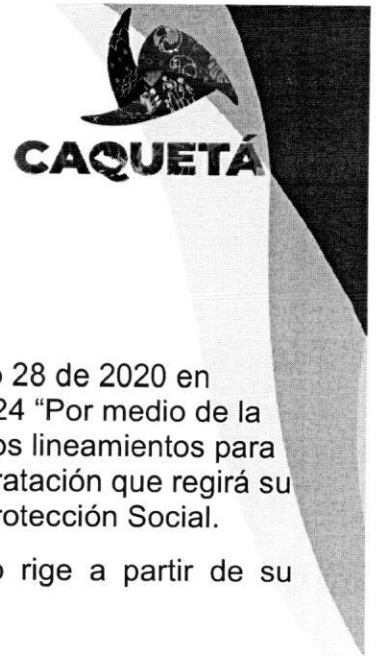 CAQUETÁ
28 de 2020 en
24 “Por medio de la
os lineamientos para
ratación que regirá su
rotección Social.
rige a partir de su